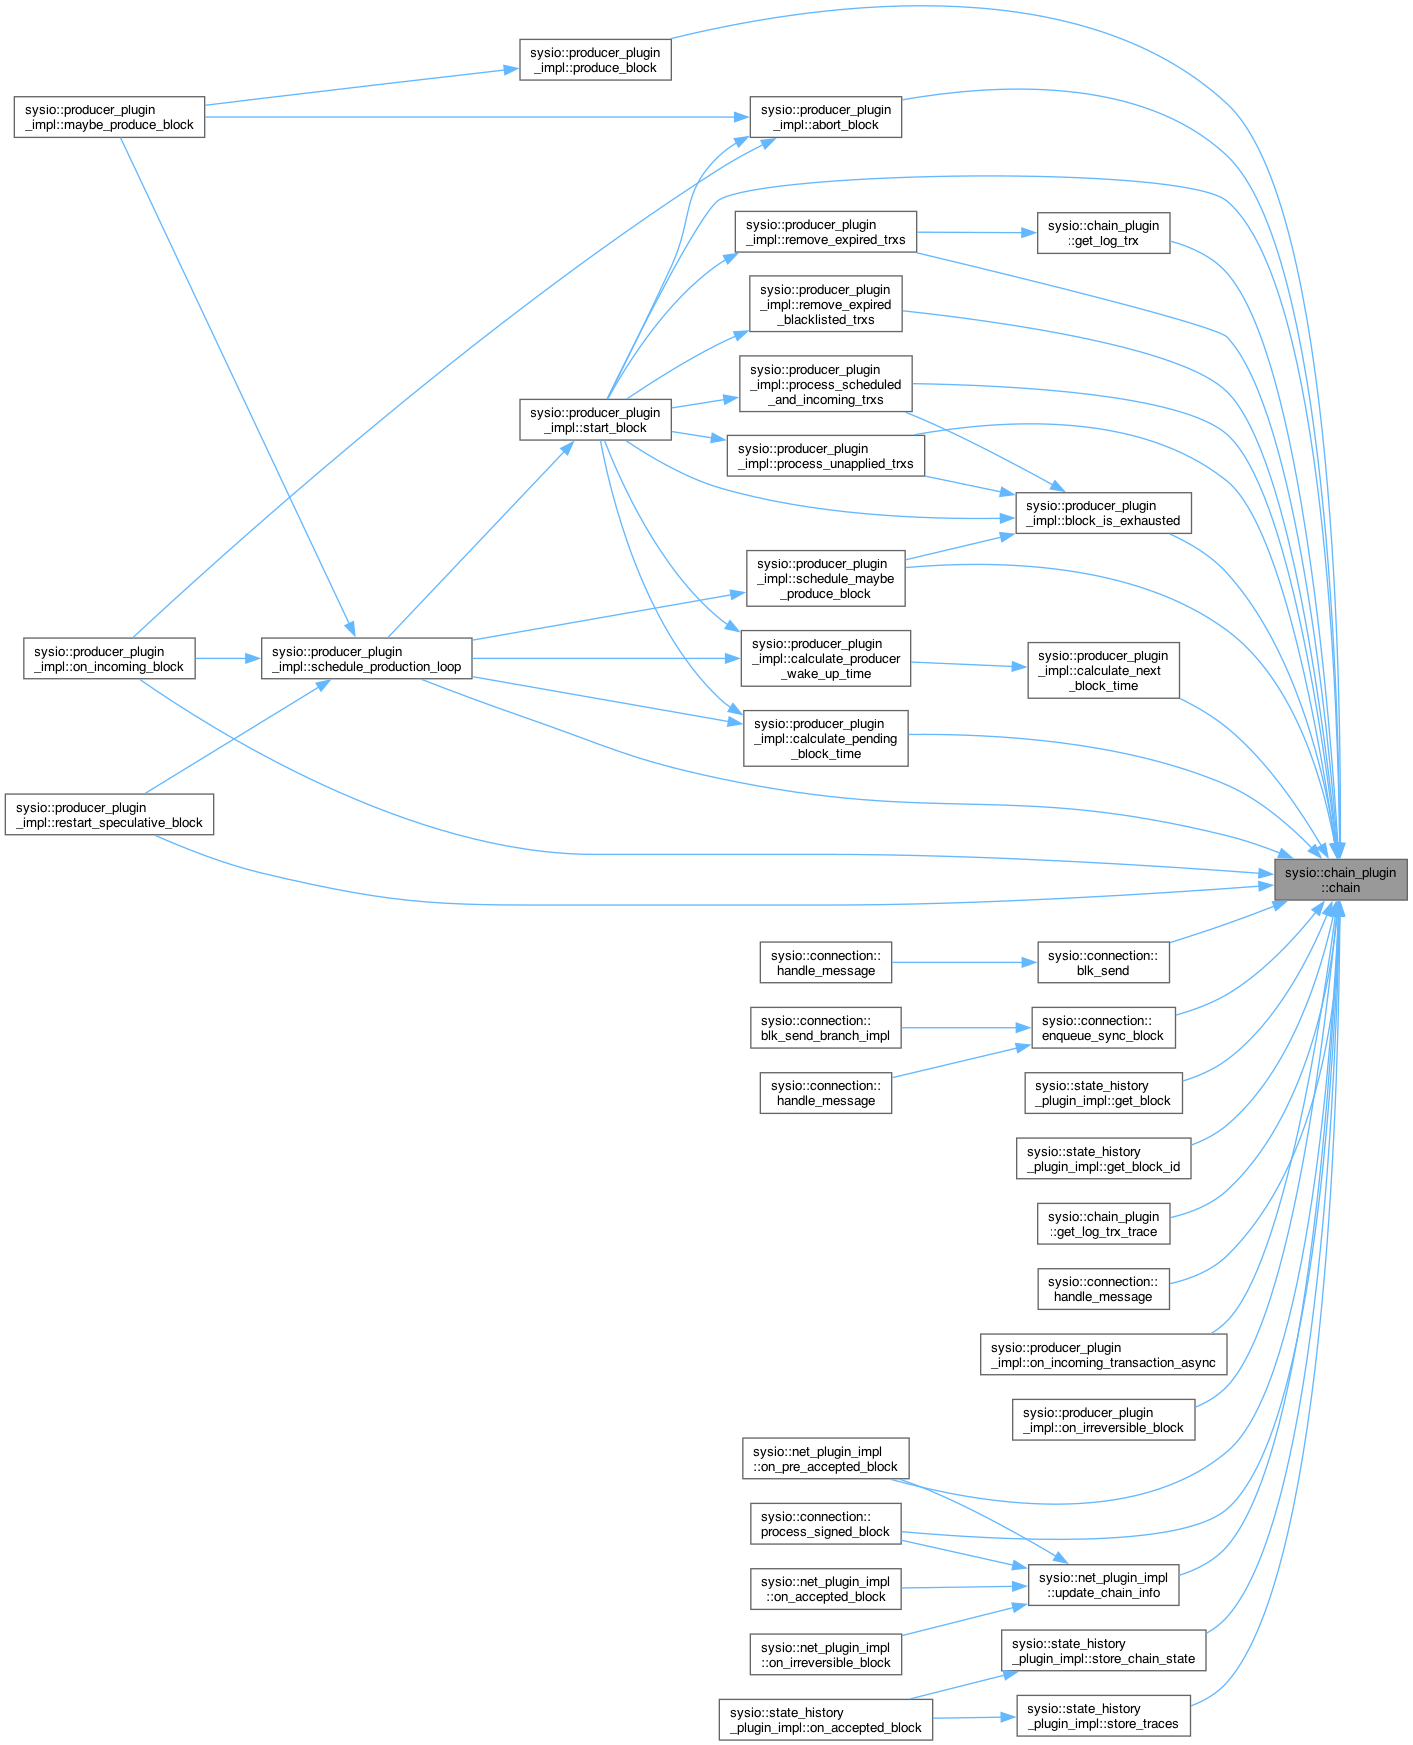 sysio::producer_plugin
_impl::produce_block
sysio::producer_plugin
_impl::maybe_produce_block
sysio::producer_plugin
_impl::abort_block
sysio::producer_plugin
_impl::remove_expired_trxs
sysio::chain_plugin
::get_log_trx
sysio::producer_plugin
_impl::remove_expired
_blacklisted_trxs
sysio::producer_plugin
_impl::process_scheduled
_and_incoming_trxs
sysio::producer_plugin
_impl::start_block
sysio::producer_plugin
_impl::process_unapplied_trxs
sysio::producer_plugin
_impl::block_is_exhausted
sysio::producer_plugin
_impl::schedule_maybe
_produce_block
sysio::producer_plugin
_impl::on_incoming_block
sysio::producer_plugin
_impl::schedule_production_loop
sysio::producer_plugin
_impl::calculate_producer
_wake_up_time
sysio::producer_plugin
_impl::calculate_next
_block_time
sysio::producer_plugin
_impl::calculate_pending
_block_time
sysio::producer_plugin
_impl::restart_speculative_block
sysio::chain_plugin
::chain
sysio::connection::
handle_message
sysio::connection::
blk_send
sysio::connection::
blk_send_branch_impl
sysio::connection::
enqueue_sync_block
sysio::connection::
handle_message
sysio::state_history
_plugin_impl::get_block
sysio::state_history
_plugin_impl::get_block_id
sysio::chain_plugin
::get_log_trx_trace
sysio::connection::
handle_message
sysio::producer_plugin
_impl::on_incoming_transaction_async
sysio::producer_plugin
_impl::on_irreversible_block
sysio::net_plugin_impl
::on_pre_accepted_block
sysio::connection::
process_signed_block
sysio::net_plugin_impl
::on_accepted_block
sysio::net_plugin_impl
::update_chain_info
sysio::net_plugin_impl
::on_irreversible_block
sysio::state_history
_plugin_impl::store_chain_state
sysio::state_history
_plugin_impl::on_accepted_block
sysio::state_history
_plugin_impl::store_traces